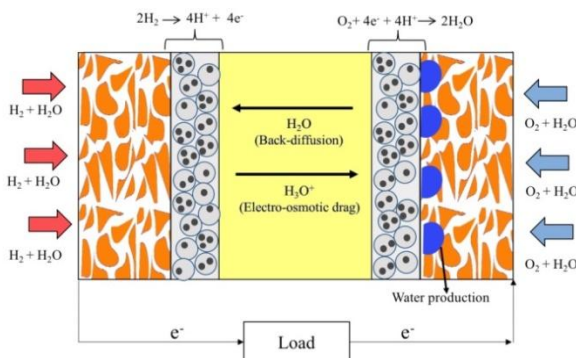 2H₂ → 4H⁺ + 4e⁻
O₂+ 4e⁻ + 4H⁺→ 2H₂O
H₂ + H₂O
H₂ + H₂O
H₂ + H₂O
H₂O
(Back-diffusion)
H₃O⁺
(Electro-osmotic drag)
O₂ + H₂O
O₂ + H₂O
O₂ + H₂O
Water production
e⁻
Load
e⁻